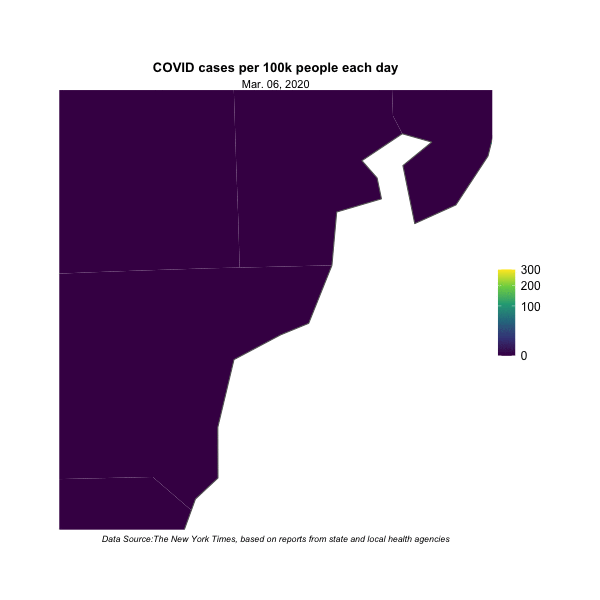 COVID cases per 100k people each day
Mar. 06, 2020
300
200
100
0
Data Source:The New York Times, based on reports from state and local health agencies